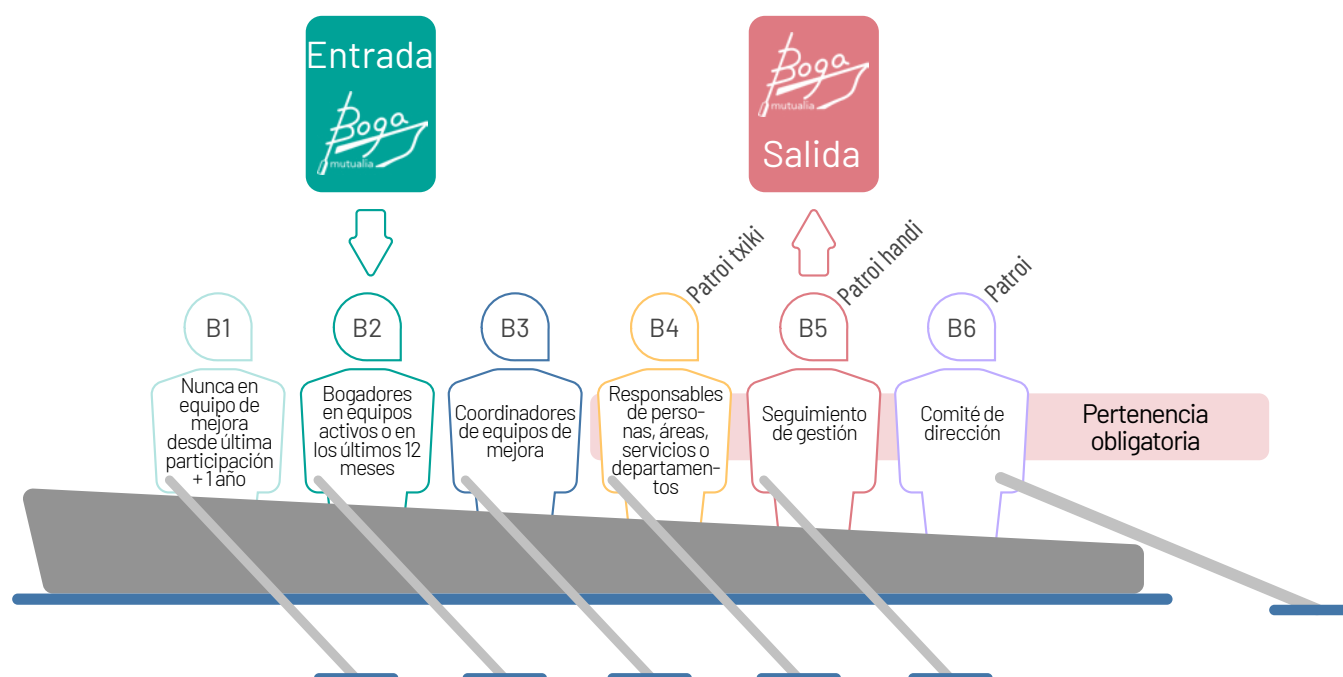 Entrada
Boga
mutualia
Boga
mutualia
Salida
Patroi txiki
Patroi handi
Patroi
B1
B2
B3
B4
B5
B6
Nunca en
equipo de
mejora
desde última
participación
+ 1 año
Bogadores
en equipos
activos o en
los últimos 12
meses
Coordinadores
de equipos de
mejora
Responsables
de perso-
nas, áreas,
servicios o
departamen-
tos
Seguimiento
de gestión
Comité de
dirección
Pertenencia
obligatoria